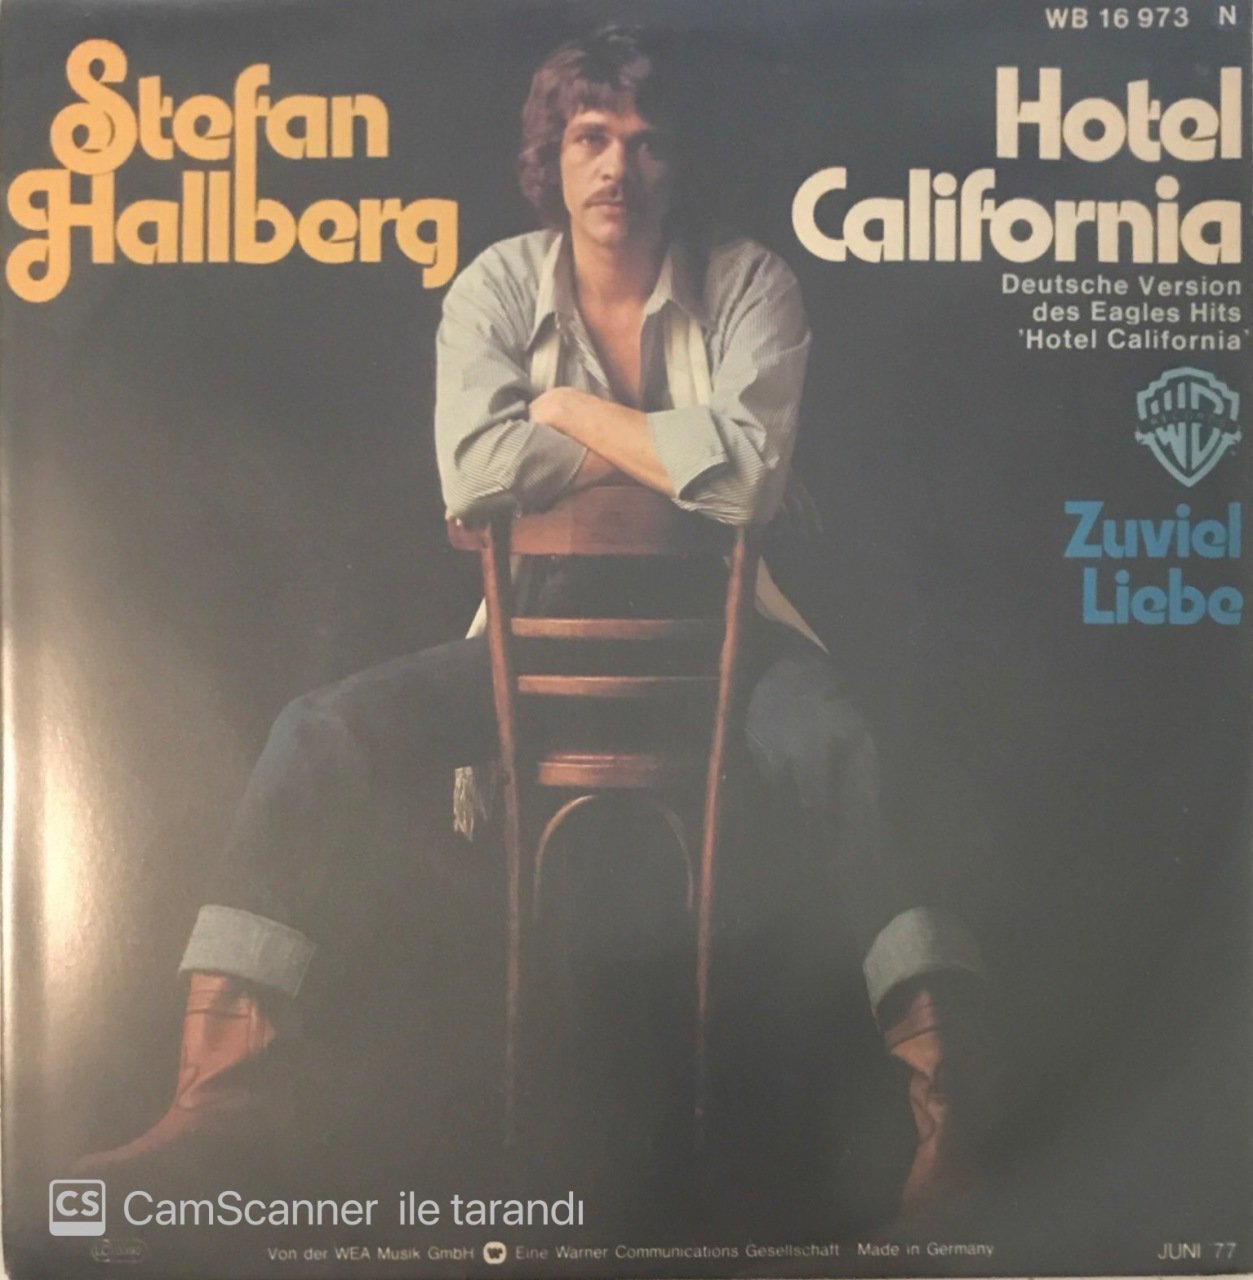 WB 16 973 N
Stefan
Hallberg
Hotel
California
Deutsche Version
des Eagles Hits
'Hotel California'
Zuviel
Liebe
CS CamScanner ile tarandı
Von der WEA Musik GmbH Eine Warner Communications Gesellschaft Made in Germany
JUNI 77